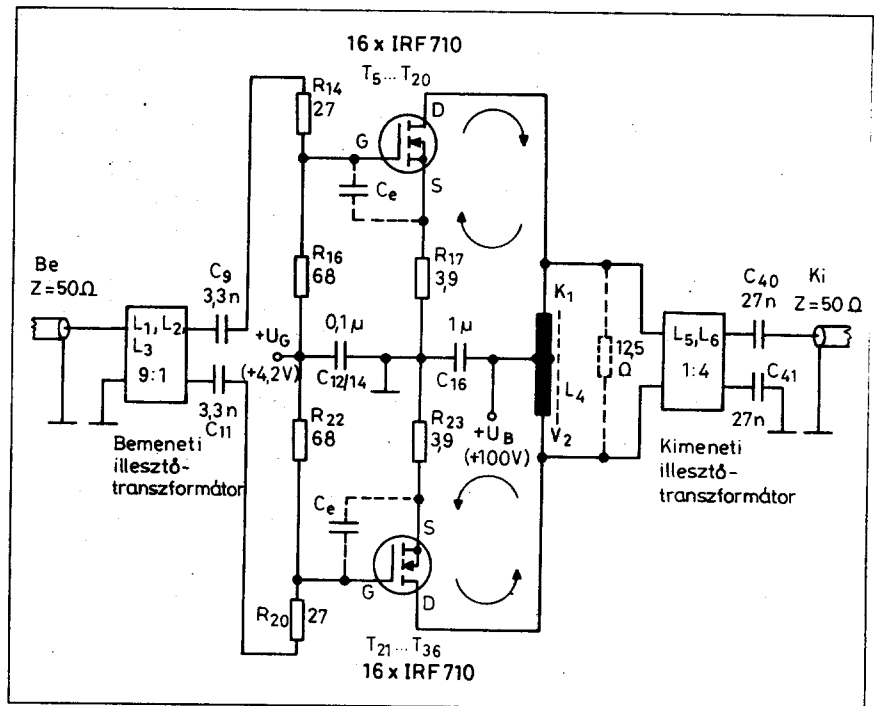 16 x IRF710
T5...T20
R14
27
D
G
S
Ce
R16
68
R17
3,9
Be
Z=50Ω
C9
3,3n
L1, L2,
L3
9:1
3,3n
C11
Bemeneti
illesztő-
transzformátor
+UG
(+4,2V)
0,1μ
C12/14
1μ
C16
+UB
(+100V)
K1
L4
V2
12,5
Ω
L5, L6
1:4
Kimeneti
illesztő-
transzformátor
C40
27n
Ki
Z=50Ω
C41
27n
R22
68
R23
3,9
Ce
S
G
D
R20
27
T21...T36
16 x IRF710